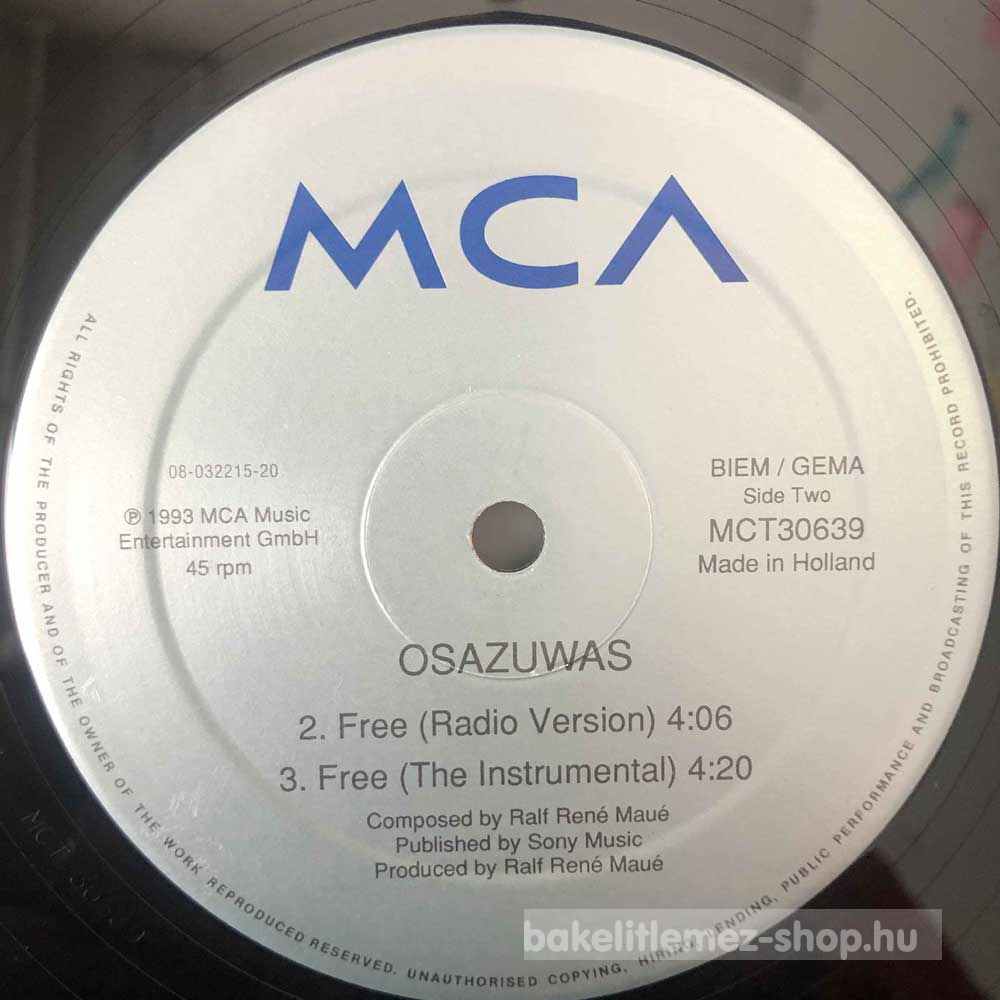 MCA
08-032215-20
℗ 1993 MCA Music
Entertainment GmbH
45 rpm
BIEM / GEMA
Side Two
MCT30639
Made in Holland
OSAZUWAS
2. Free (Radio Version) 4:06
3. Free (The Instrumental) 4:20
Composed by Ralf René Maué
Published by Sony Music
Produced by Ralf René Maué
ALL RIGHTS OF THE PRODUCER AND OF THE OWNER OF THE WORK REPRODUCED RESERVED. UNAUTHORISED COPYING, HIRING, LENDING, PUBLIC PERFORMANCE AND BROADCASTING OF THIS RECORD PROHIBITED.
bakelitlemez-shop.hu